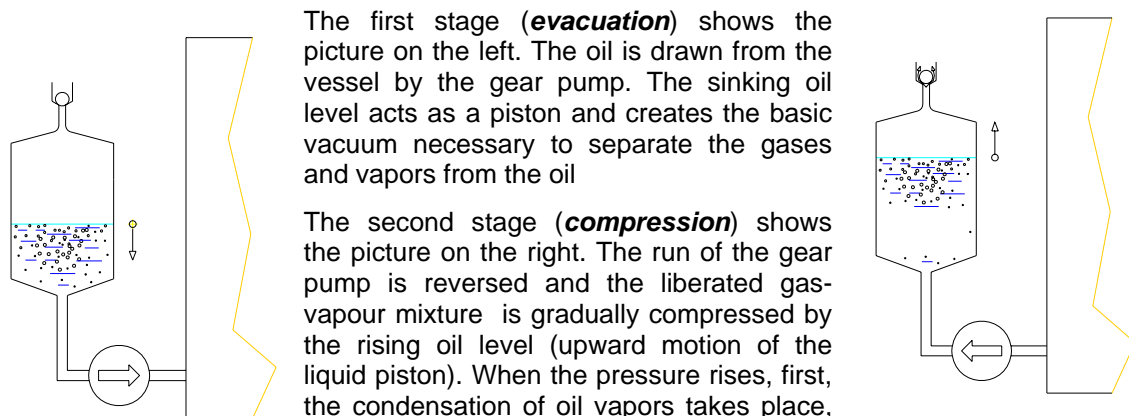 The first stage (evacuation) shows the
picture on the left. The oil is drawn from the
vessel by the gear pump. The sinking oil
level acts as a piston and creates the basic
vacuum necessary to separate the gases
and vapors from the oil
The second stage (compression) shows
the picture on the right. The run of the gear
pump is reversed and the liberated gas-
vapour mixture is gradually compressed by
the rising oil level (upward motion of the
liquid piston). When the pressure rises, first,
the condensation of oil vapors takes place,